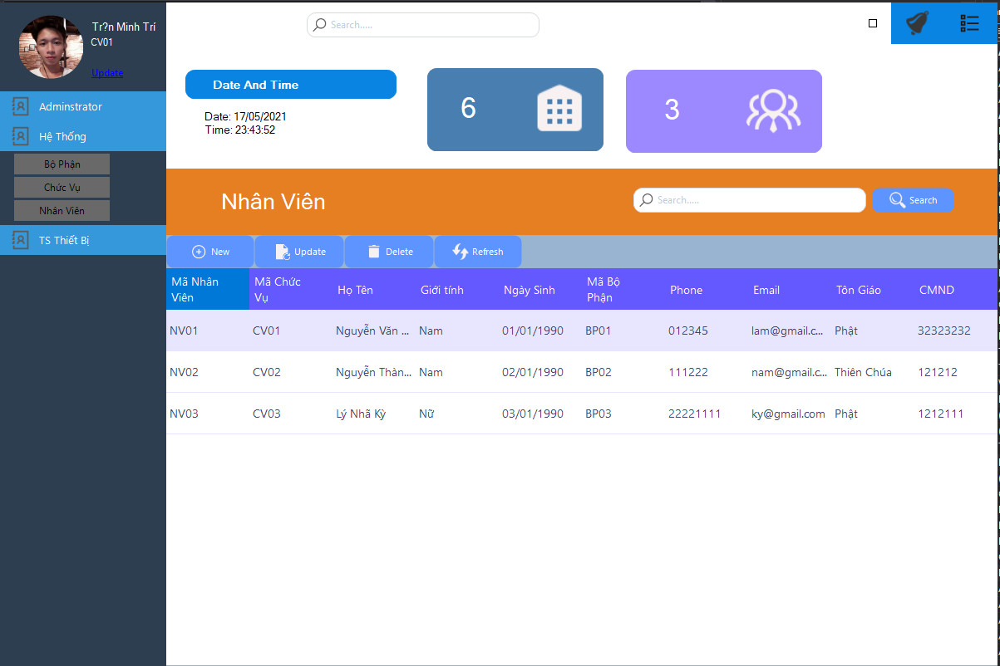 Tr?n Minh Trí
CV01
Update
Adminstrator
Hệ Thống
Bộ Phận
Chức Vụ
Nhân Viên
TS Thiết Bị
Search.....
Date And Time
Date: 17/05/2021
Time: 23:43:52
6
3
Nhân Viên
Search.....
Search
New Update Delete Refresh
Mã Nhân Viên Mã Chức Vụ Họ Tên Giới tính Ngày Sinh Mã Bộ Phận Phone Email Tôn Giáo CMND
NV01 CV01 Nguyễn Văn ... Nam 01/01/1990 BP01 012345 lam@gmail.c... Phật 32323232
NV02 CV02 Nguyễn Thàn... Nam 02/01/1990 BP02 111222 nam@gmail.c... Thiên Chúa 121212
NV03 CV03 Lý Nhã Kỳ Nữ 03/01/1990 BP03 22221111 ky@gmail.com Phật 1212111